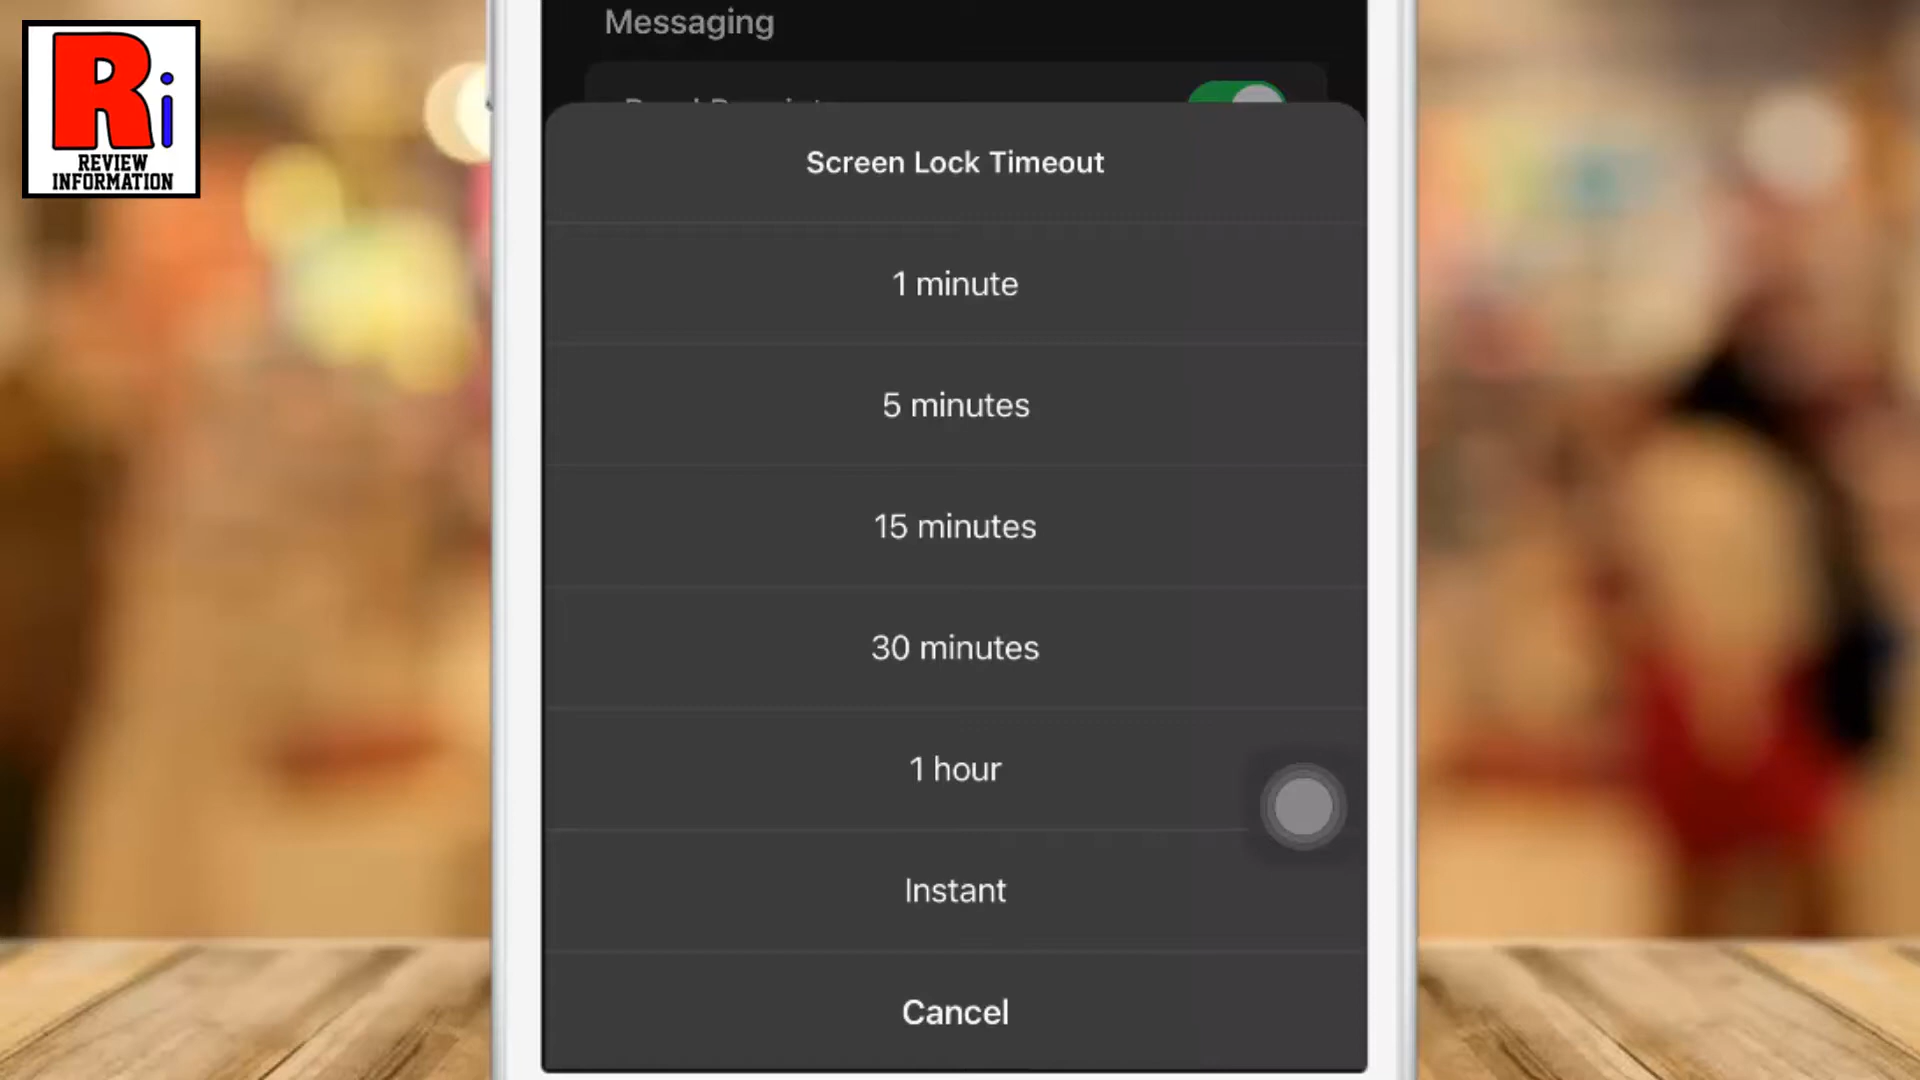 Ri
REVIEW
INFORMATION
Messaging
Screen Lock Timeout
1 minute
5 minutes
15 minutes
30 minutes
1 hour
Instant
Cancel